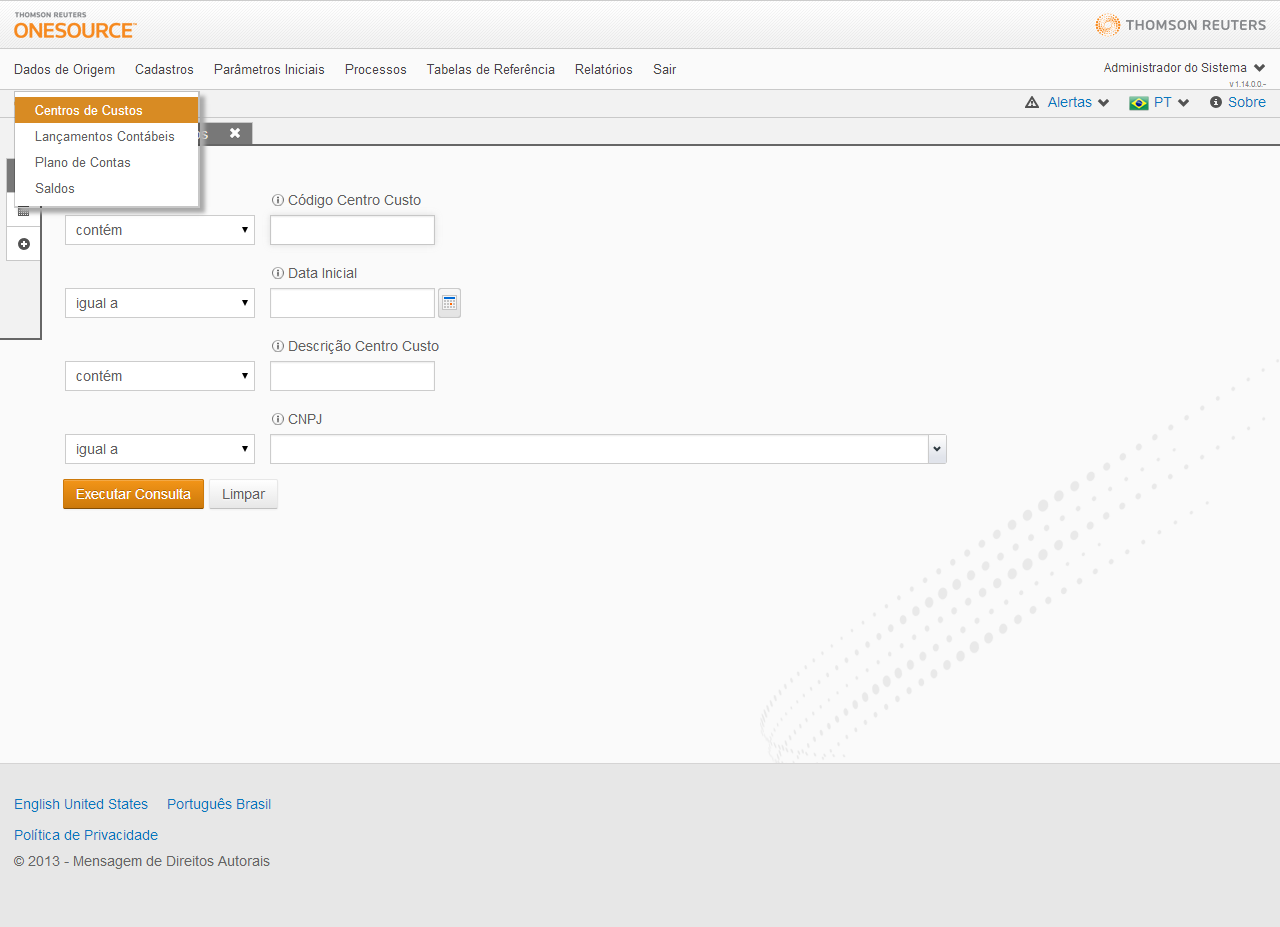 THOMSON REUTERS
ONESOURCE™
THOMSON REUTERS
Dados de Origem Cadastros Parâmetros Iniciais Processos Tabelas de Referência Relatórios Sair
Administrador do Sistema
v 1.14.0.0.-
Alertas PT Sobre
Centros de Custos
Lançamentos Contábeis
Plano de Contas
Saldos
Código Centro Custo
contém
Data Inicial
igual a
Descrição Centro Custo
contém
CNPJ
igual a
Executar Consulta Limpar
English United States Português Brasil
Política de Privacidade
© 2013 - Mensagem de Direitos Autorais